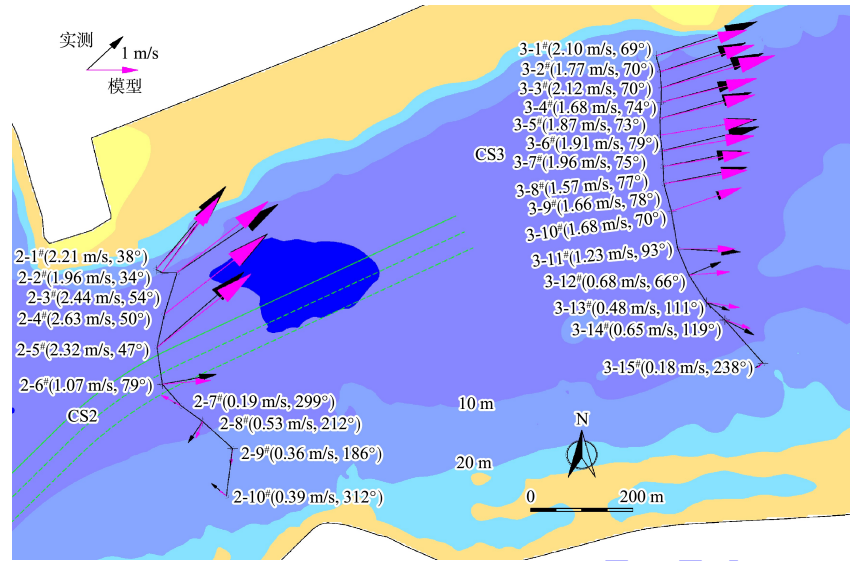 实测
1 m/s
模型
3-1#(2.10 m/s, 69°)
3-2#(1.77 m/s, 70°)
3-3#(2.12 m/s, 70°)
3-4#(1.68 m/s, 74°)
3-5#(1.87 m/s, 73°)
3-6#(1.91 m/s, 79°)
CS3
3-7#(1.96 m/s, 75°)
3-8#(1.57 m/s, 77°)
3-9#(1.66 m/s, 78°)
3-10#(1.68 m/s, 70°)
3-11#(1.23 m/s, 93°)
3-12#(0.68 m/s, 66°)
3-13#(0.48 m/s, 111°)
3-14#(0.65 m/s, 119°)
3-15#(0.18 m/s, 238°)
2-1#(2.21 m/s, 38°)
2-2#(1.96 m/s, 34°)
2-3#(2.44 m/s, 54°)
2-4#(2.63 m/s, 50°)
2-5#(2.32 m/s, 47°)
2-6#(1.07 m/s, 79°)
CS2
2-7#(0.19 m/s, 299°)
2-8#(0.53 m/s, 212°)
2-9#(0.36 m/s, 186°)
2-10#(0.39 m/s, 312°)
10 m
20 m
N
0
200 m